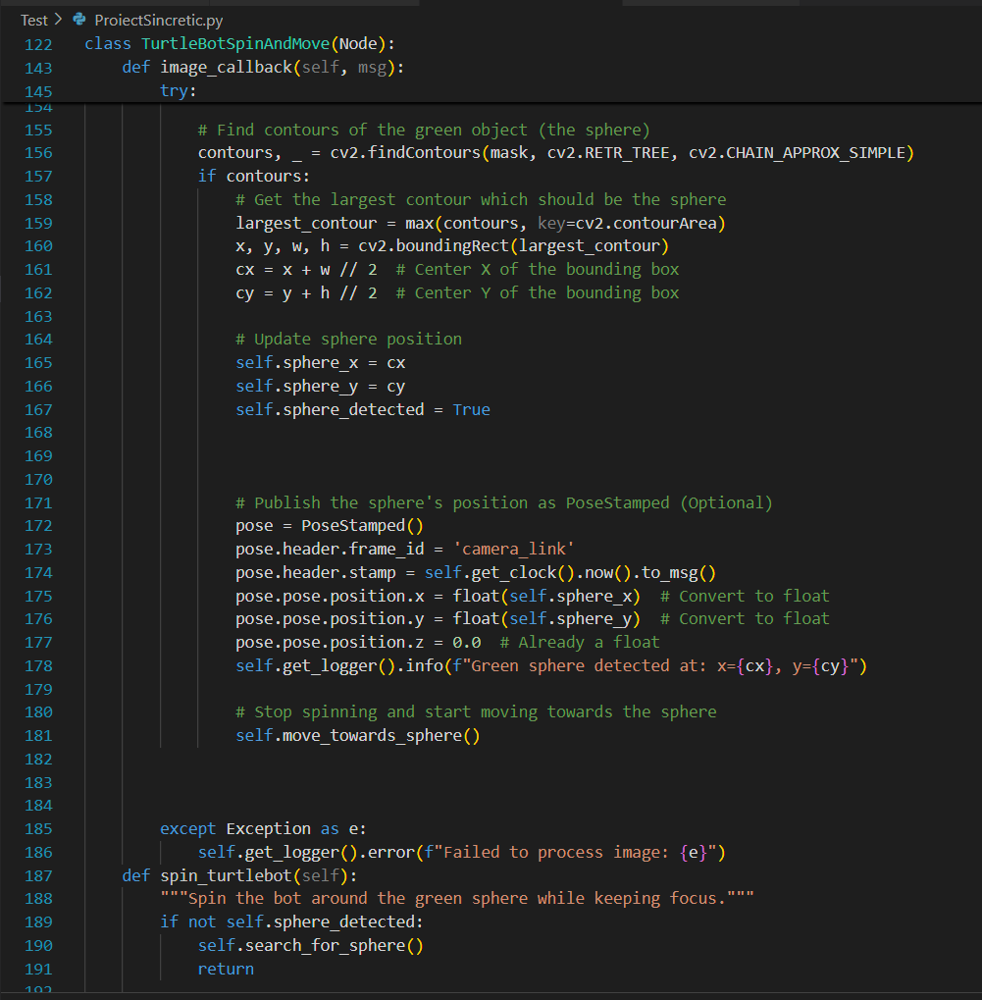 Test > ProiectSincretic.py
122 class TurtleBotSpinAndMove(Node):
143     def image_callback(self, msg):
145         try:
154
155             # Find contours of the green object (the sphere)
156             contours, _ = cv2.findContours(mask, cv2.RETR_TREE, cv2.CHAIN_APPROX_SIMPLE)
157             if contours:
158                 # Get the largest contour which should be the sphere
159                 largest_contour = max(contours, key=cv2.contourArea)
160                 x, y, w, h = cv2.boundingRect(largest_contour)
161                 cx = x + w // 2  # Center X of the bounding box
162                 cy = y + h // 2  # Center Y of the bounding box
163
164                 # Update sphere position
165                 self.sphere_x = cx
166                 self.sphere_y = cy
167                 self.sphere_detected = True
168
169
170
171                 # Publish the sphere's position as PoseStamped (Optional)
172                 pose = PoseStamped()
173                 pose.header.frame_id = 'camera_link'
174                 pose.header.stamp = self.get_clock().now().to_msg()
175                 pose.pose.position.x = float(self.sphere_x)  # Convert to float
176                 pose.pose.position.y = float(self.sphere_y)  # Convert to float
177                 pose.pose.position.z = 0.0  # Already a float
178                 self.get_logger().info(f"Green sphere detected at: x={cx}, y={cy}")
179
180                 # Stop spinning and start moving towards the sphere
181                 self.move_towards_sphere()
182
183
184
185         except Exception as e:
186             self.get_logger().error(f"Failed to process image: {e}")
187     def spin_turtlebot(self):
188         """Spin the bot around the green sphere while keeping focus."""
189         if not self.sphere_detected:
190             self.search_for_sphere()
191             return
192